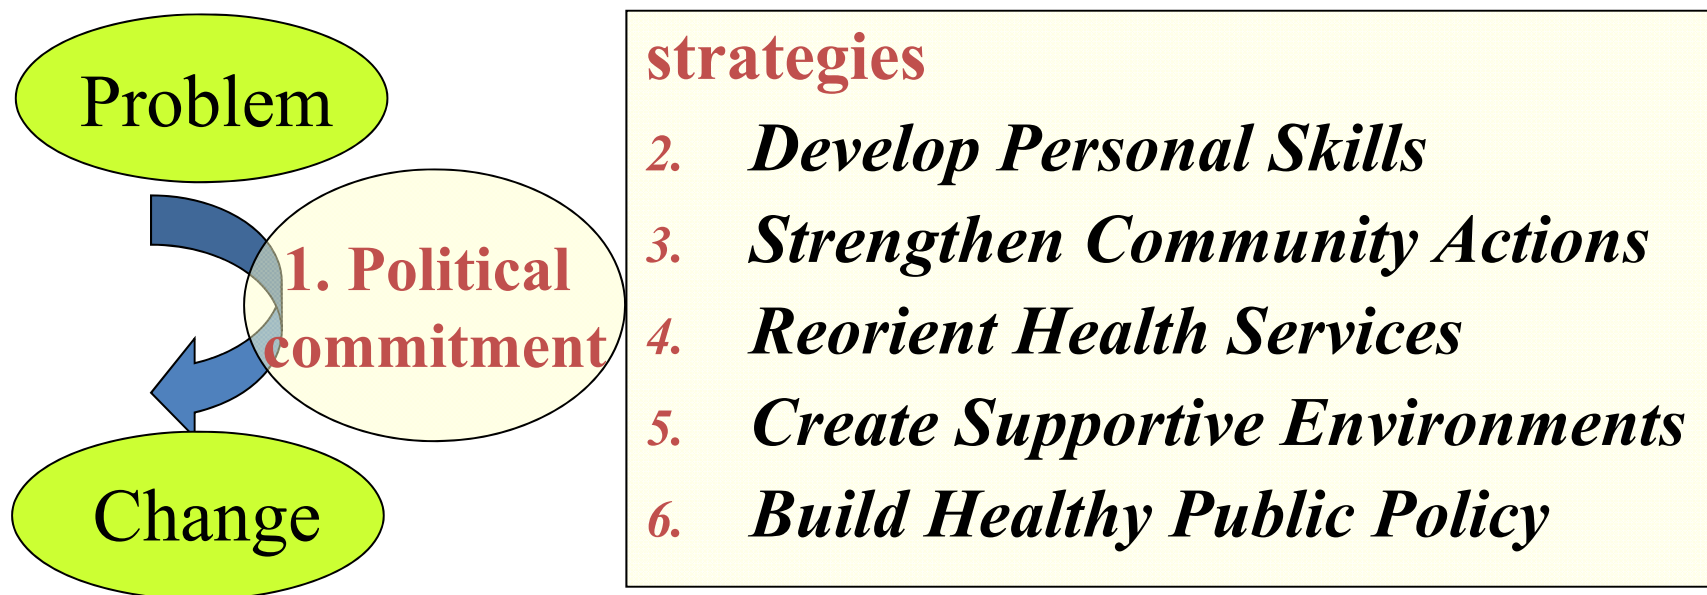 Problem
1. Political
commitment
Change
strategies
2. Develop Personal Skills
3. Strengthen Community Actions
4. Reorient Health Services
5. Create Supportive Environments
6. Build Healthy Public Policy